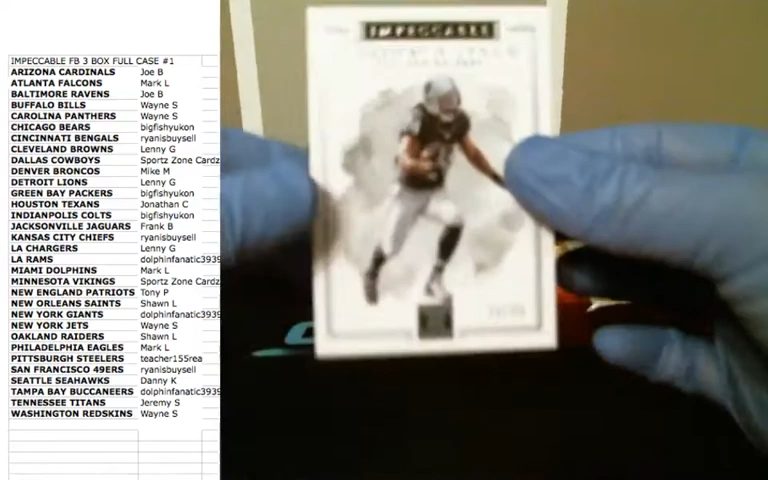 IMPECCABLE FB 3 BOX FULL CASE #1
ARIZONA CARDINALS Joe B
ATLANTA FALCONS Mark L
BALTIMORE RAVENS Joe B
BUFFALO BILLS Wayne S
CAROLINA PANTHERS Wayne S
CHICAGO BEARS bigfishyukon
CINCINNATI BENGALS ryanisbuysell
CLEVELAND BROWNS Lenny G
DALLAS COWBOYS Sportz Zone Cardz
DENVER BRONCOS Mike M
DETROIT LIONS Lenny G
GREEN BAY PACKERS bigfishyukon
HOUSTON TEXANS Jonathan C
INDIANPOLIS COLTS bigfishyukon
JACKSONVILLE JAGUARS Frank B
KANSAS CITY CHIEFS ryanisbuysell
LA CHARGERS Lenny G
LA RAMS dolphinfanatic3939
MIAMI DOLPHINS Mark L
MINNESOTA VIKINGS Sportz Zone Cardz
NEW ENGLAND PATRIOTS Tony P
NEW ORLEANS SAINTS Shawn L
NEW YORK GIANTS dolphinfanatic3939
NEW YORK JETS Wayne S
OAKLAND RAIDERS Shawn L
PHILADELPHIA EAGLES Mark L
PITTSBURGH STEELERS teacher155rea
SAN FRANCISCO 49ERS ryanisbuysell
SEATTLE SEAHAWKS Danny K
TAMPA BAY BUCCANEERS dolphinfanatic3939
TENNESSEE TITANS Jeremy S
WASHINGTON REDSKINS Wayne S
IMPECCABLE